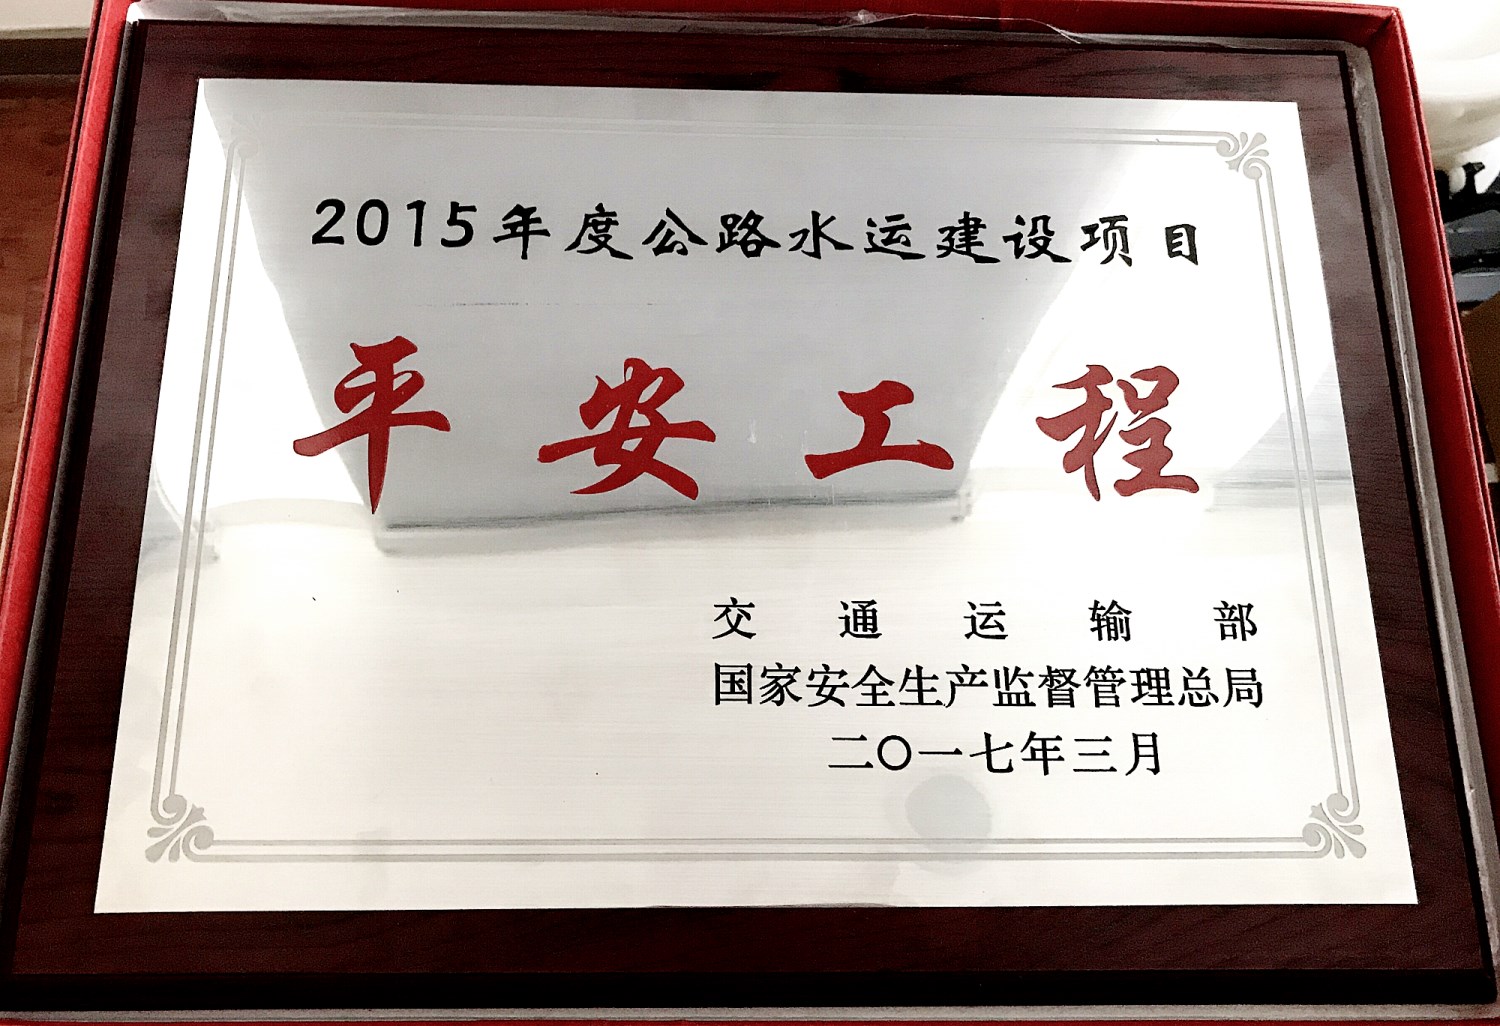 2015年度公路水运建设项目
平安工程
交通运输部
国家安全生产监督管理总局
二〇一七年三月